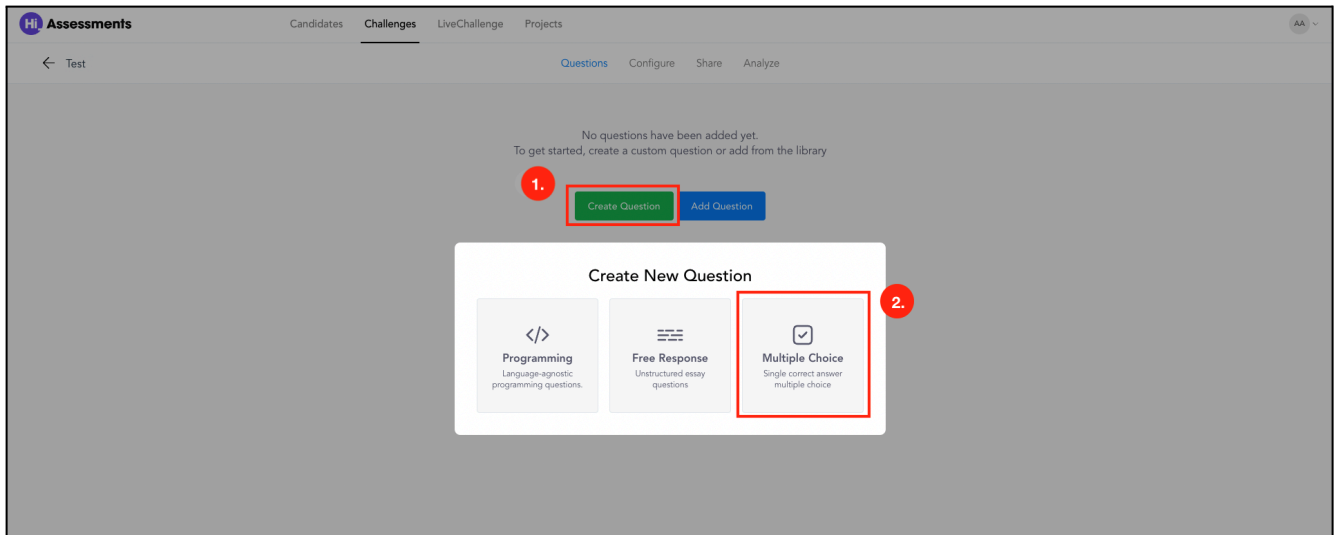 Hi Assessments Candidates Challenges LiveChallenge Projects AA
Test Questions Configure Share Analyze
No questions have been added yet.
To get started, create a custom question or add from the library
1.
Create Question Add Question
Create New Question
2.
</>
Programming
Language-agnostic
programming questions.
Free Response
Unstructured essay
questions
Multiple Choice
Single correct answer
multiple choice